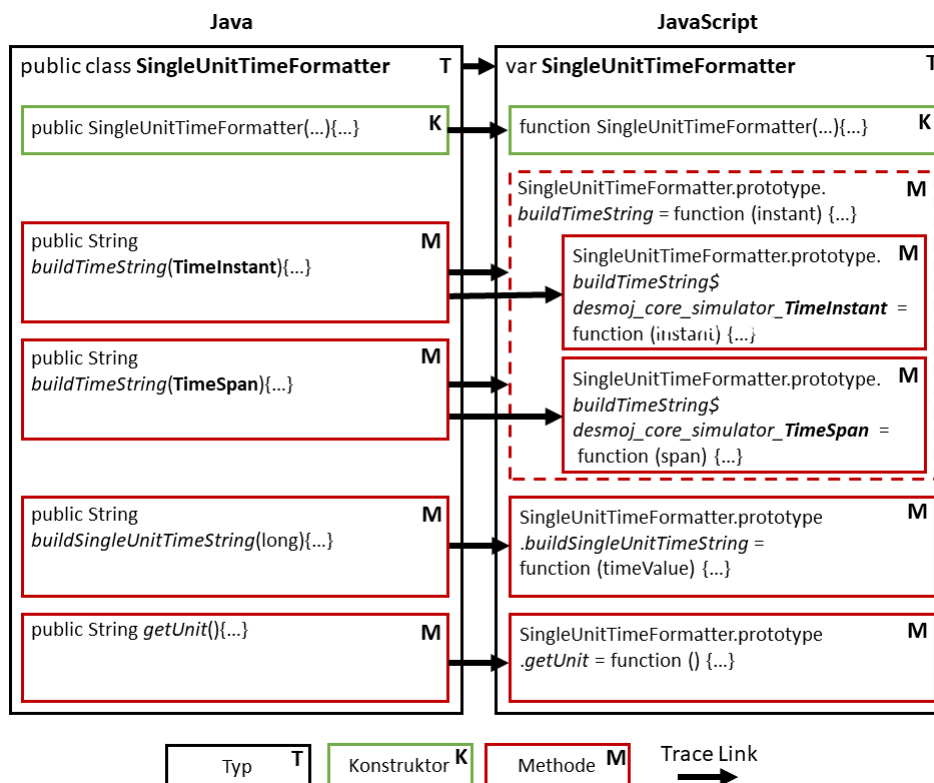 Java
JavaScript
public class SingleUnitTimeFormatter T
var SingleUnitTimeFormatter T
public SingleUnitTimeFormatter(...){...} K
function SingleUnitTimeFormatter(...){...} K
SingleUnitTimeFormatter.prototype. M
buildTimeString = function (instant) {...}
public String M
buildTimeString(TimeInstant){...}
SingleUnitTimeFormatter.prototype. M
buildTimeString$
desmoj_core_simulator_TimeInstant =
function (instant) {...}
public String M
buildTimeString(TimeSpan){...}
SingleUnitTimeFormatter.prototype. M
buildTimeString$
desmoj_core_simulator_TimeSpan =
function (span) {...}
public String M
buildSingleUnitTimeString(long){...}
SingleUnitTimeFormatter.prototype M
.buildSingleUnitTimeString =
function (timeValue) {...}
public String getUnit(){...} M
SingleUnitTimeFormatter.prototype M
.getUnit = function () {...}
Typ T
Konstruktor K
Methode M
Trace Link